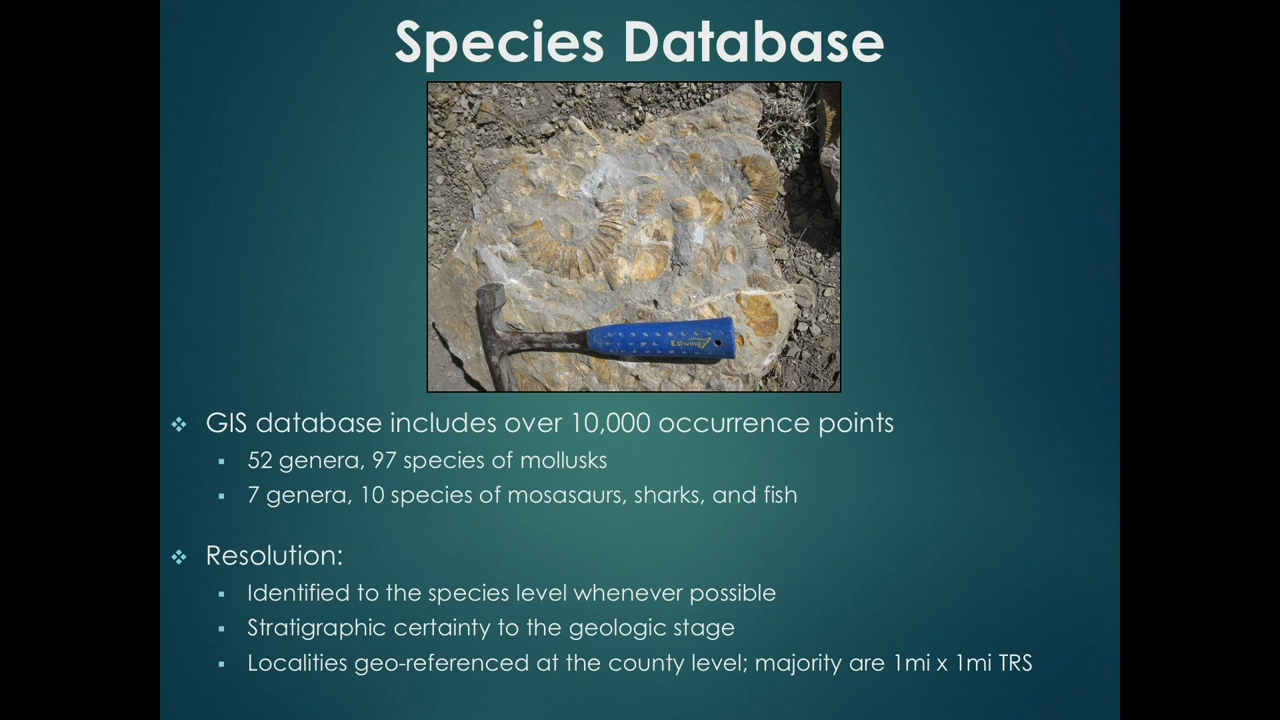 Species Database
Estwing
GIS database includes over 10,000 occurrence points
52 genera, 97 species of mollusks
7 genera, 10 species of mosasaurs, sharks, and fish
Resolution:
Identified to the species level whenever possible
Stratigraphic certainty to the geologic stage
Localities geo-referenced at the county level; majority are 1mi x 1mi TRS